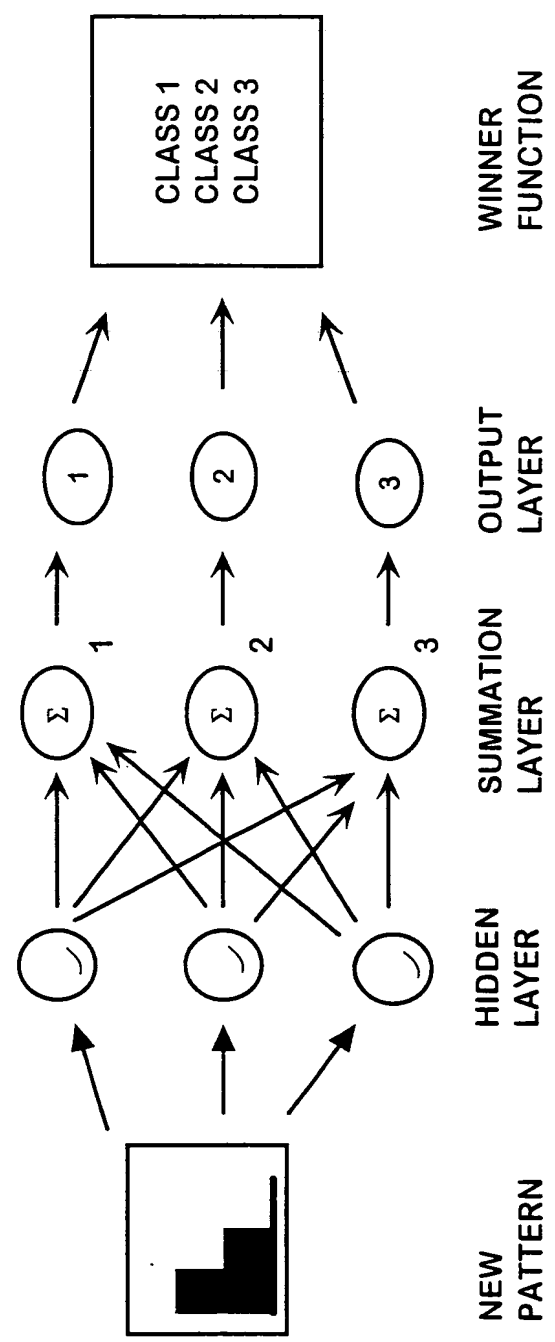 CLASS 1
CLASS 2
CLASS 3
1
2
3
Σ
1
Σ
2
Σ
3
NEW
PATTERN
HIDDEN
LAYER
SUMMATION
LAYER
OUTPUT
LAYER
WINNER
FUNCTION